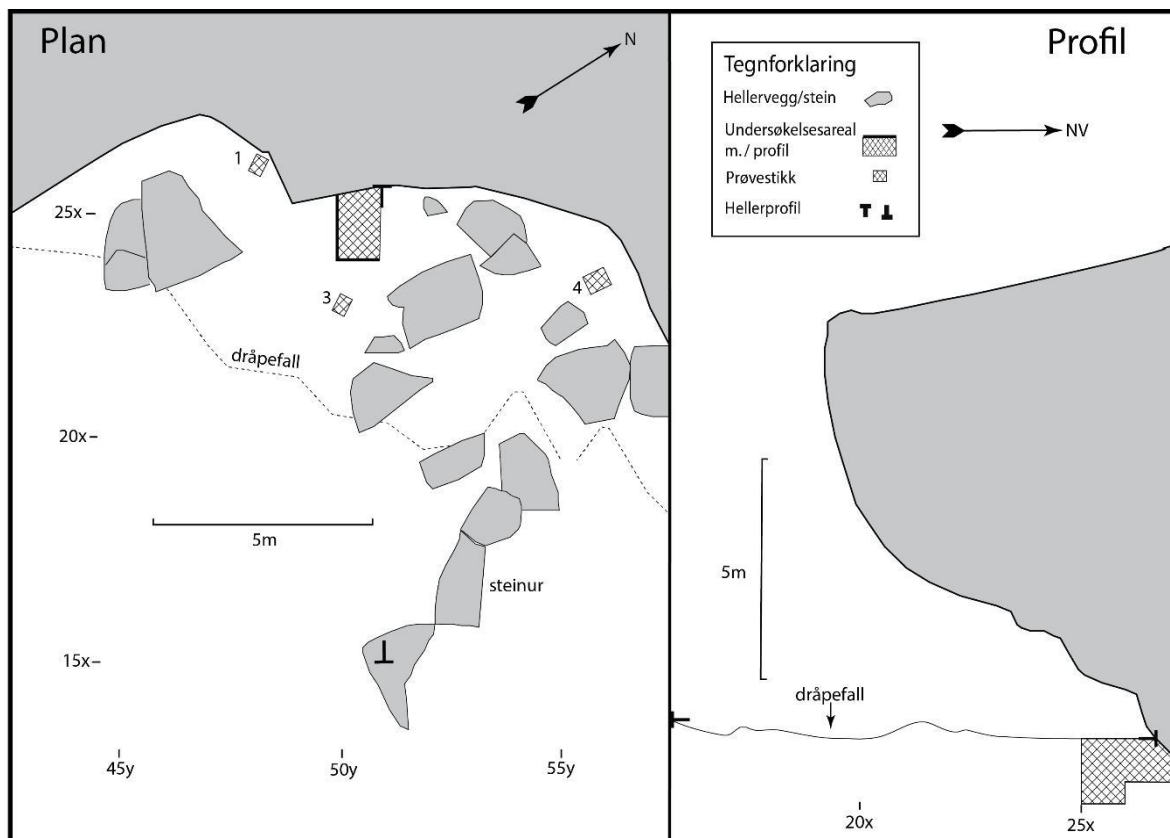 Plan
N
1
25x
3
4
dråpefall
20x
5m
steinur
15x
45y
50y
55y
Profil
Tegnforklaring
Hellervegg/stein
Undersøkelsesareal
m./ profil
Prøvestikk
Hellerprofil
NV
5m
dråpefall
20x
25x